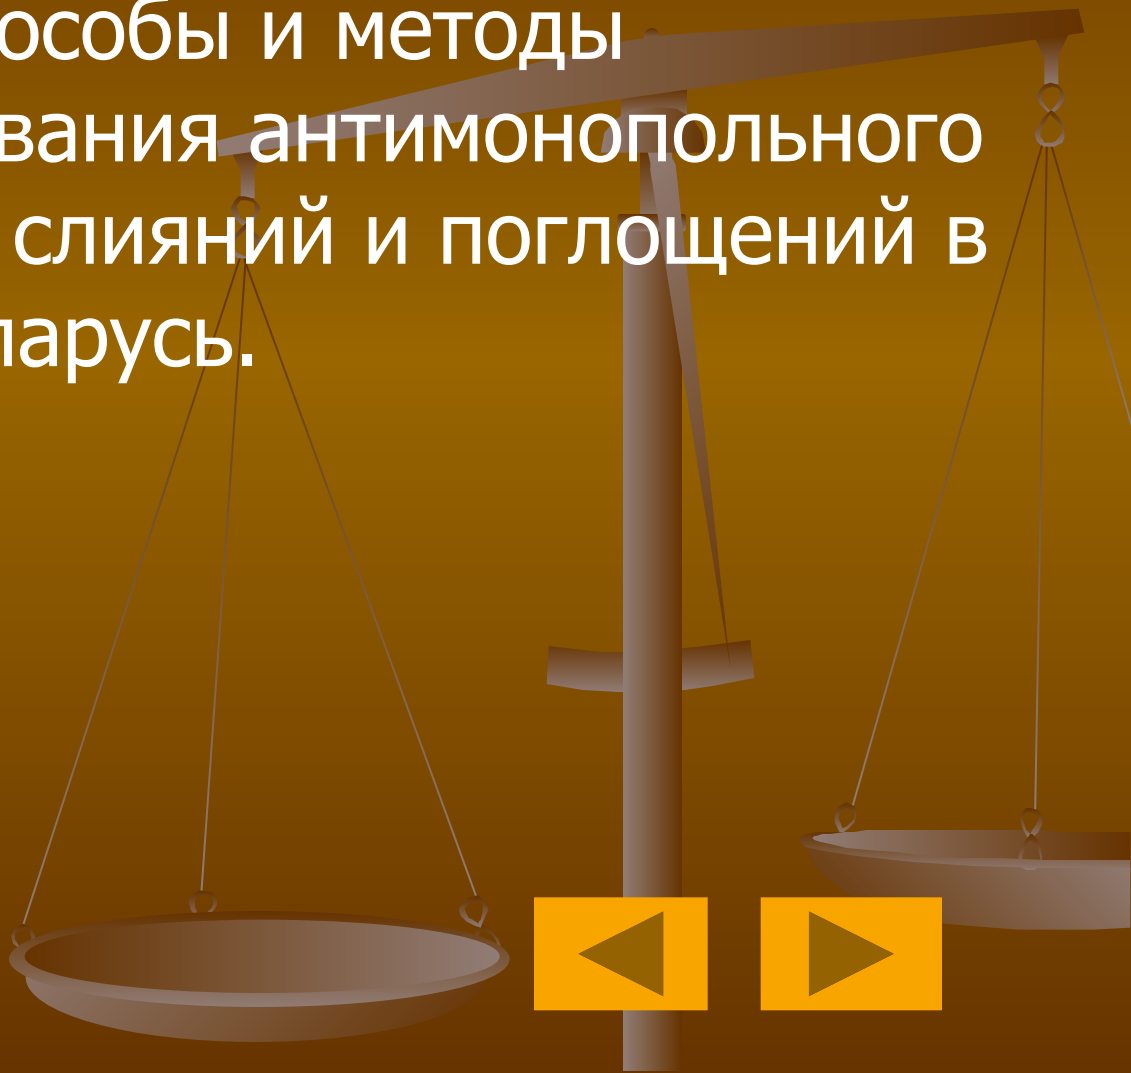 особы и методы
вания антимонопольного
слияний и поглощений в
ларусь.